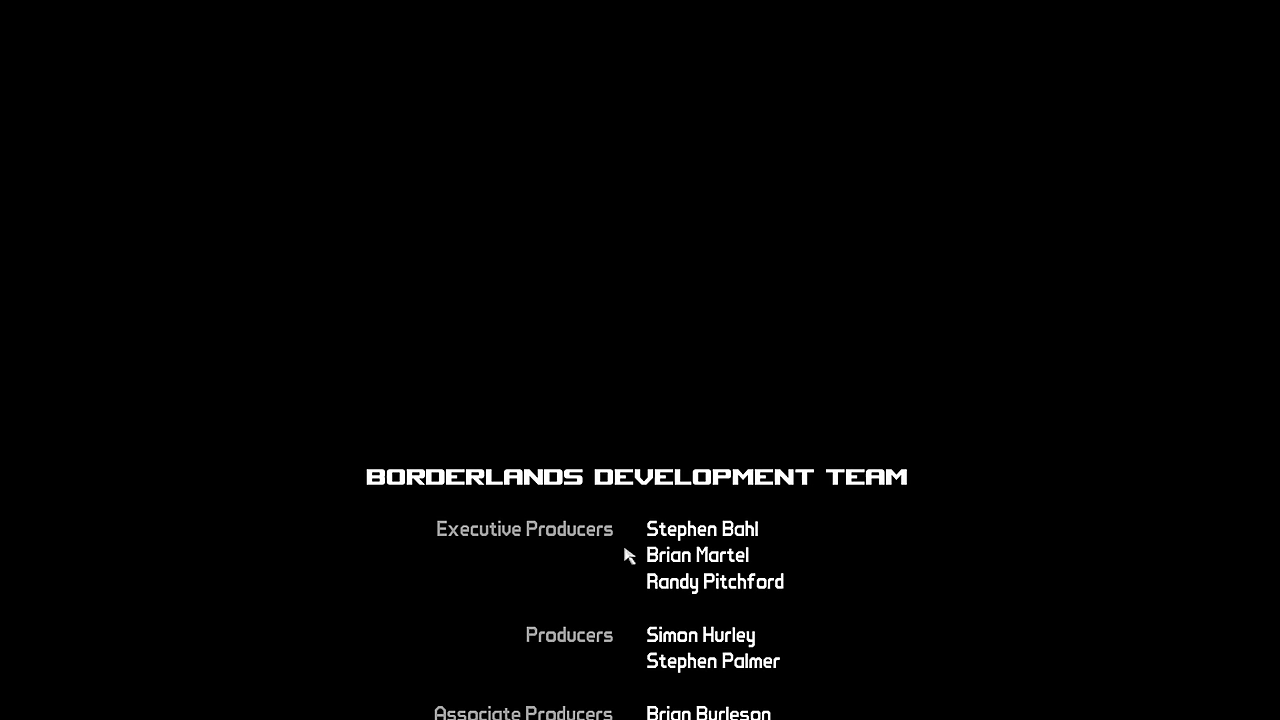 BORDERLANDS DEVELOPMENT TEAM
Executive Producers Stephen Bahl
Brian Martel
Randy Pitchford
Producers Simon Hurley
Stephen Palmer
Associate Producers Brian Burleson